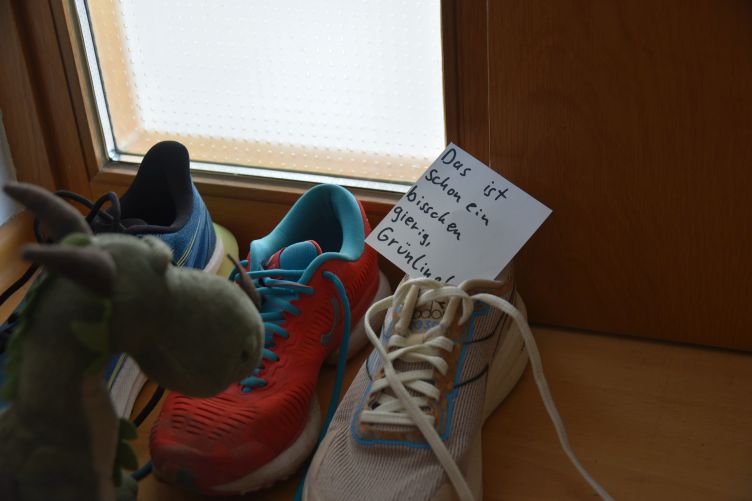 Das ist
schon ein
bisschen
gierig,
Grünling!